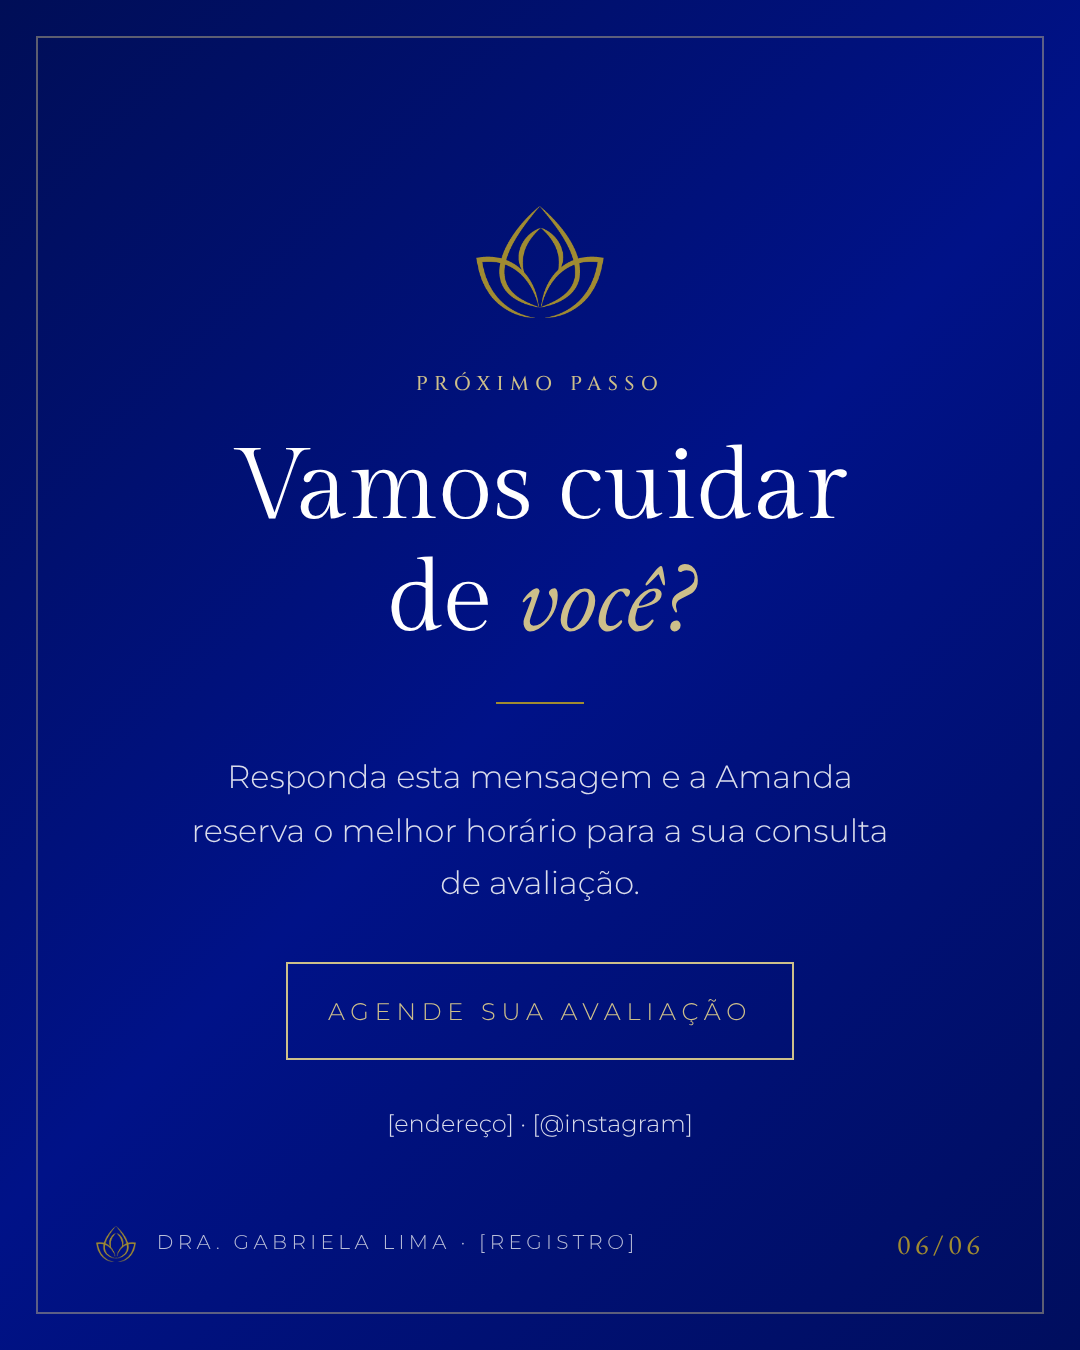 PRÓXIMO PASSO
Vamos cuidar
de você?
Responda esta mensagem e a Amanda
reserva o melhor horário para a sua consulta
de avaliação.
AGENDE SUA AVALIAÇÃO
[endereço] · [@instagram]
DRA. GABRIELA LIMA · [REGISTRO]
06/06